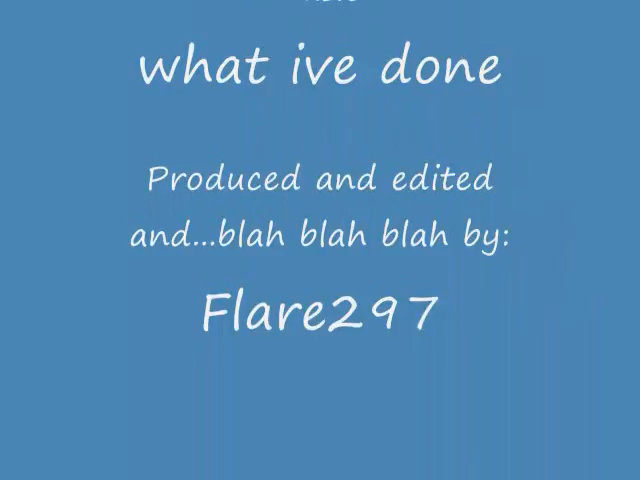 what ive done
Produced and edited
and...blah blah blah by:
Flare297